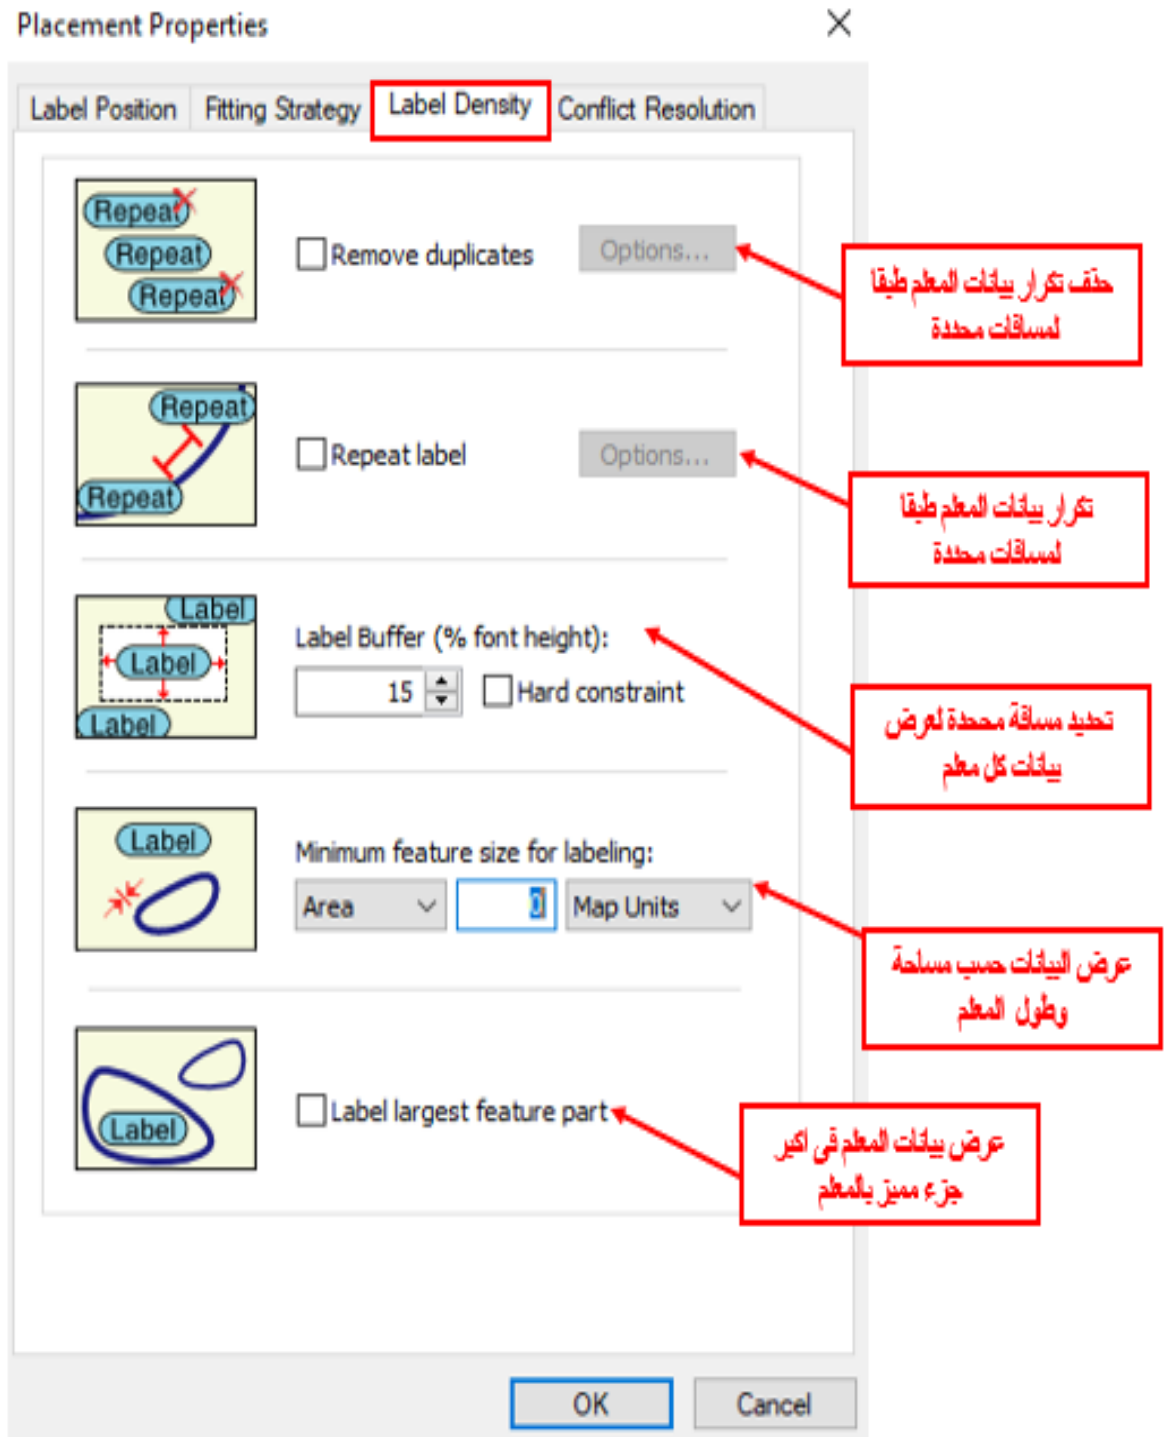 Placement Properties
Label Position
Fitting Strategy
Label Density
Conflict Resolution
Repeat
Repeat
Repeat
Remove duplicates
Options...
حذف تكرار بيانات المعلم طبقا
لمسافات محددة
Repeat
Repeat
Repeat label
Options...
تكرار بيانات المعلم طبقا
لمسافات محددة
Label
Label
Label
Label Buffer (% font height):
15
Hard constraint
تحديد مسافة محددة لعرض
بيانات كل معلم
Label
Minimum feature size for labeling:
Area
0
Map Units
عرض البيانات حسب مساحة
وطول المعلم
Label
Label largest feature part
عرض بيانات المعلم فى اكبر
جزء مميز بالمعلم
OK
Cancel